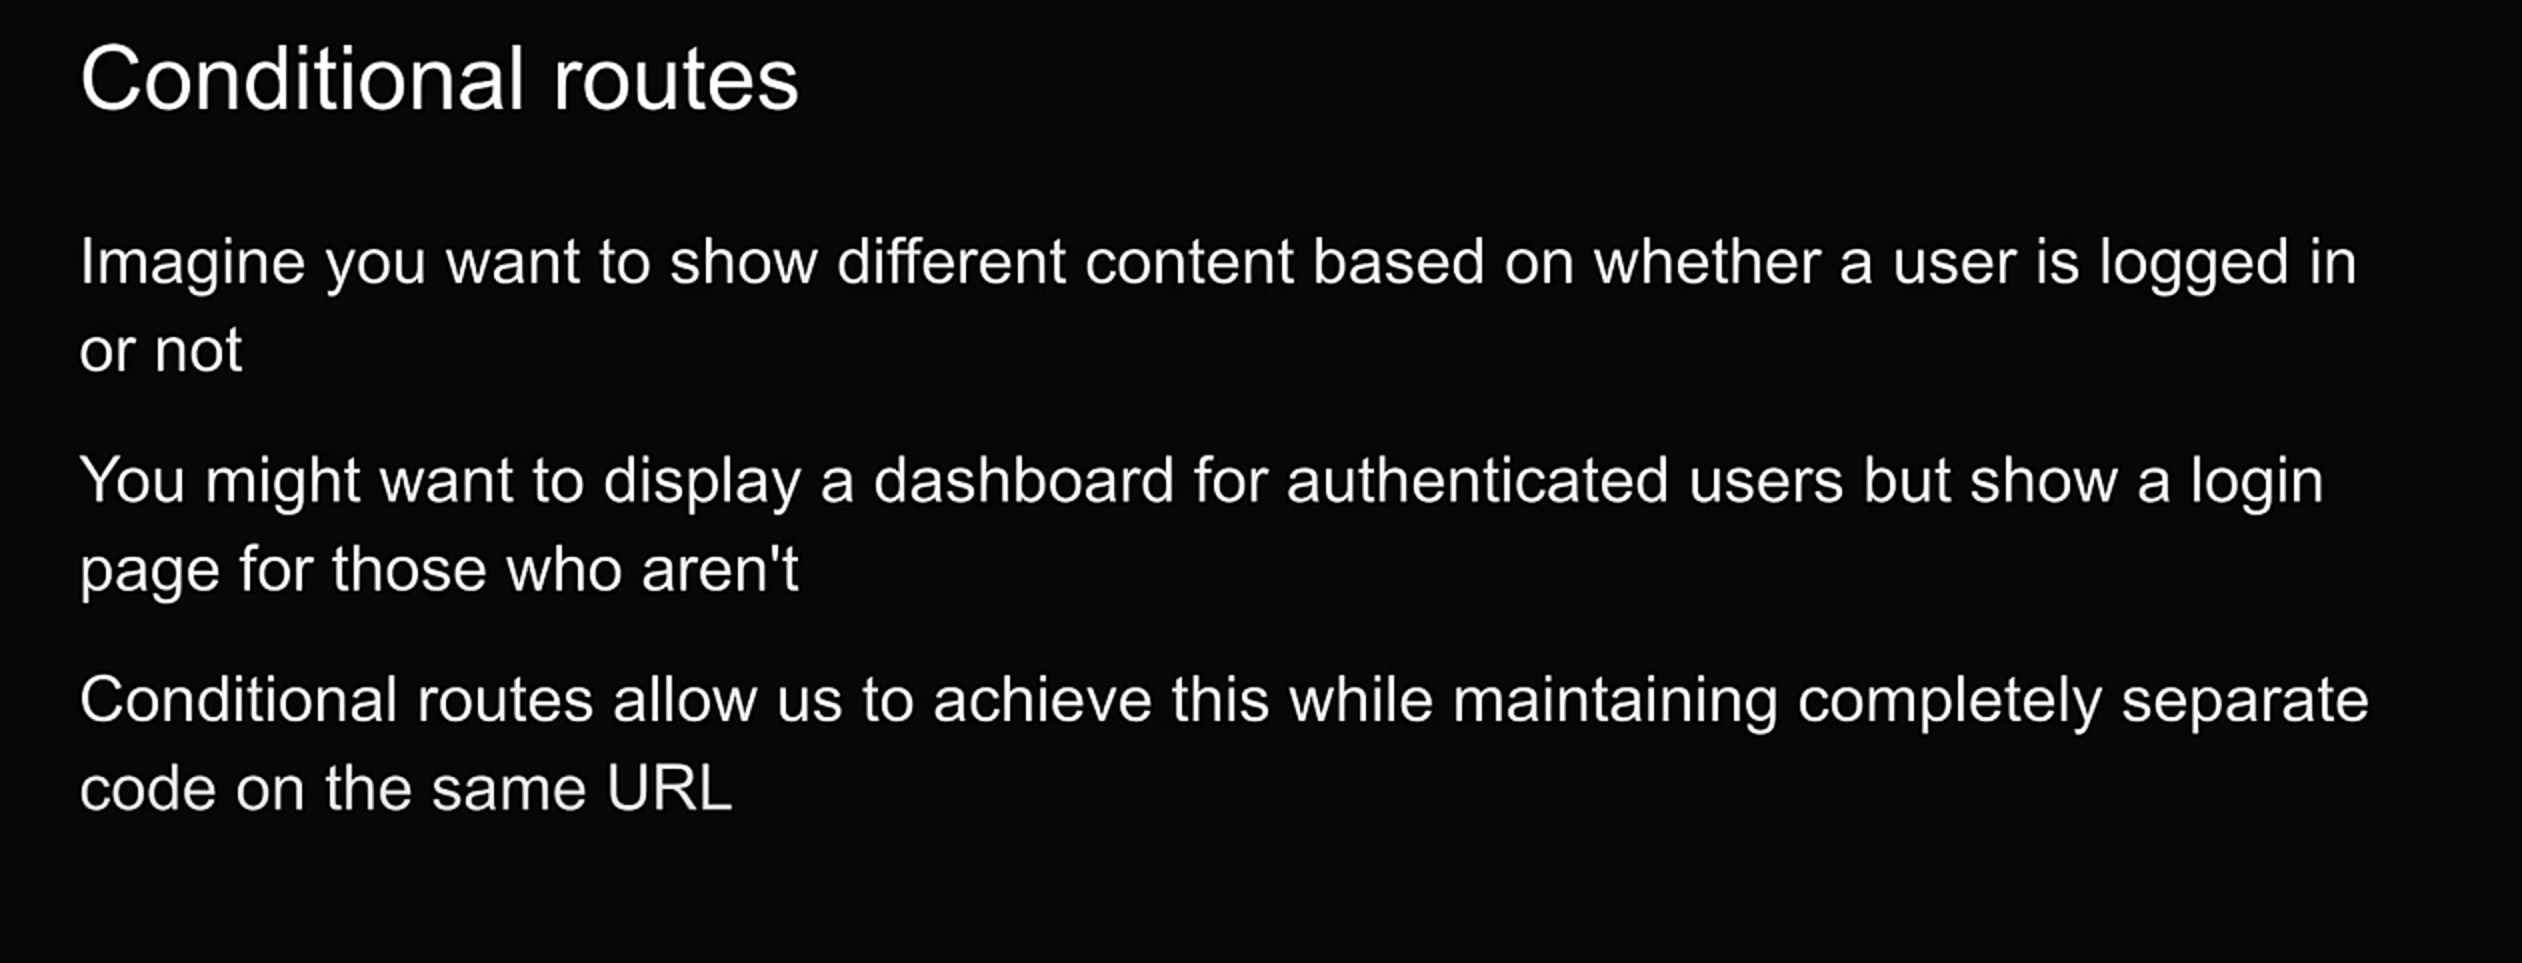 Conditional routes
Imagine you want to show different content based on whether a user is logged in
or not
You might want to display a dashboard for authenticated users but show a login
page for those who aren't
Conditional routes allow us to achieve this while maintaining completely separate
code on the same URL